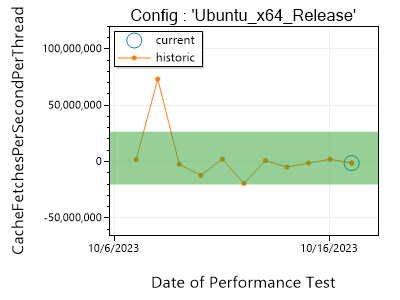 Config : 'Ubuntu_x64_Release'
current
historic
CacheFetchesPerSecondPerThread
100,000,000
50,000,000
0
-50,000,000
10/6/2023
10/16/2023
Date of Performance Test